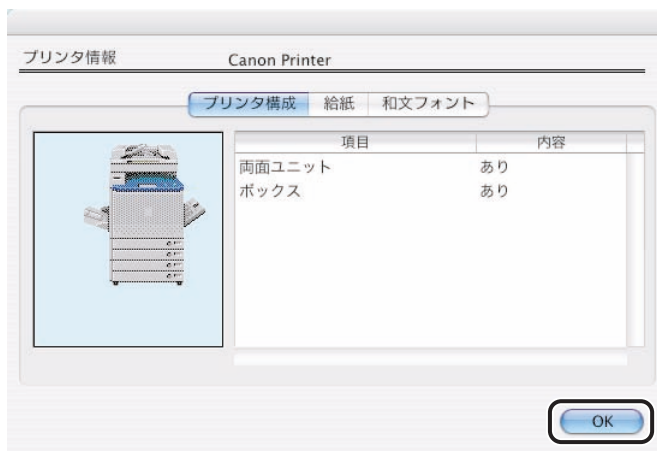 プリンタ情報 Canon Printer
プリンタ構成 給紙 和文フォント
項目 内容
両面ユニット あり
ボックス あり
OK